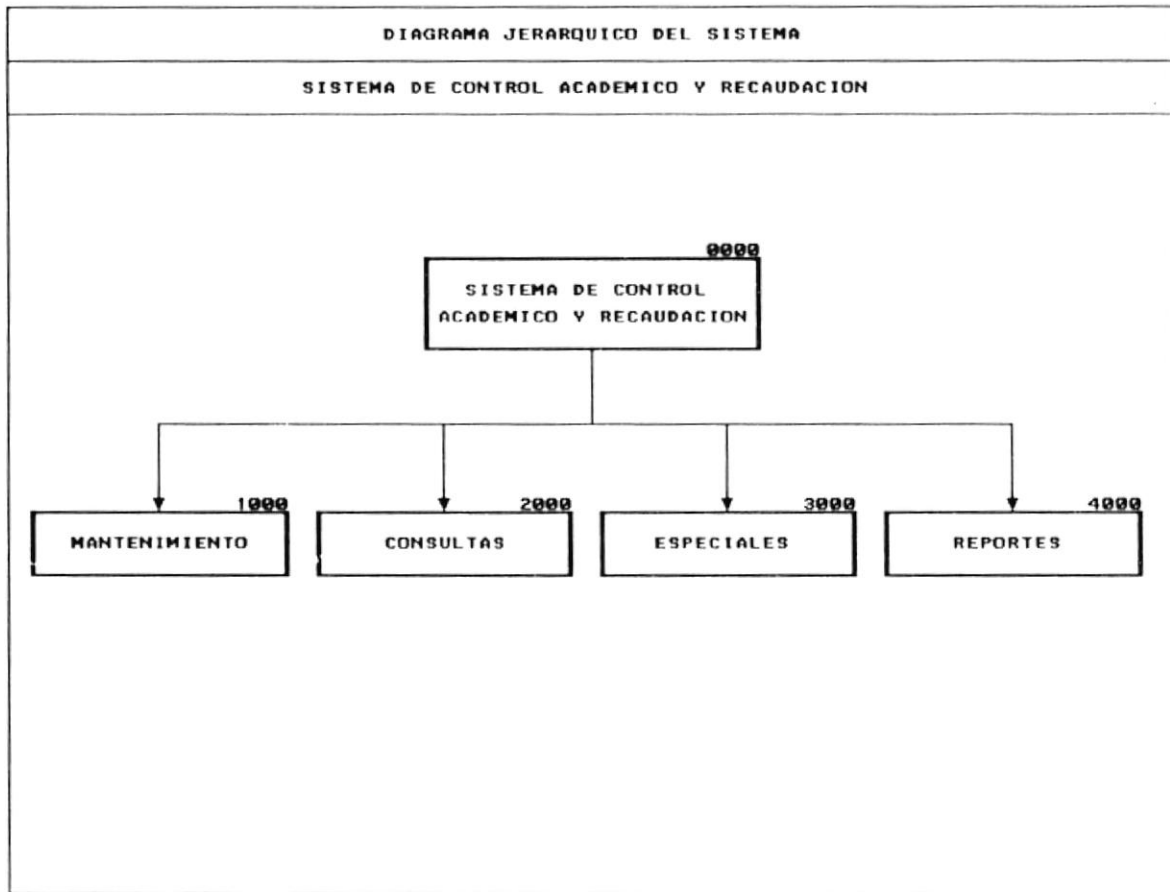 DIAGRAMA JERARQUICO DEL SISTEMA
SISTEMA DE CONTROL ACADEMICO Y RECAUDACION
0000
SISTEMA DE CONTROL
ACADEMICO Y RECAUDACION
1000
2000
3000
4000
MANTENIMIENTO
CONSULTAS
ESPECIALES
REPORTES